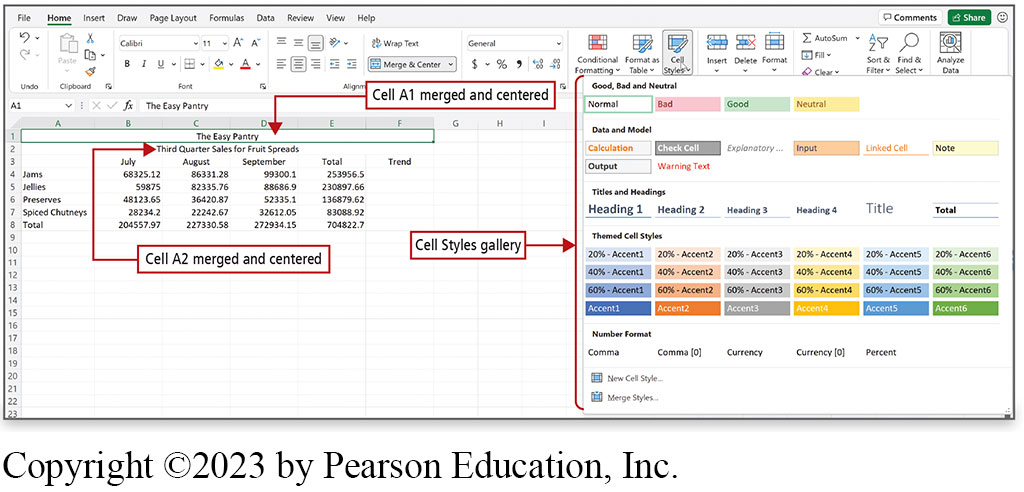 File Home Insert Draw Page Layout Formulas Data Review View Help Comments Share
Calibri 11 Wrap Text General AutoSum
Paste B I U Merge & Center $ % Conditional Formatting Format as Table Cell Styles Insert Delete Format Fill Clear Sort & Filter Find & Select Analyze Data
Undo Clipboard Font Alignm
A1 fx The Easy Pantry
Cell A1 merged and centered
A B C D E F G H I
1 The Easy Pantry
2 Third Quarter Sales for Fruit Spreads
3 July August September Total Trend
4 Jams 68325.12 86331.28 99300.1 253956.5
5 Jellies 59875 82335.76 88686.9 230897.66
6 Preserves 48123.65 36420.87 52335.1 136879.62
7 Spiced Chutneys 28234.2 22242.67 32612.05 83088.92
8 Total 204557.97 227330.58 272934.15 704822.7
9
10
11
12
13
14
15
16
17
18
19
20
21
22
23
Cell A2 merged and centered
Cell Styles gallery
Good, Bad and Neutral
Normal Bad Good Neutral
Data and Model
Calculation Check Cell Explanatory ... Input Linked Cell Note
Output Warning Text
Titles and Headings
Heading 1 Heading 2 Heading 3 Heading 4 Title Total
Themed Cell Styles
20% - Accent1 20% - Accent2 20% - Accent3 20% - Accent4 20% - Accent5 20% - Accent6
40% - Accent1 40% - Accent2 40% - Accent3 40% - Accent4 40% - Accent5 40% - Accent6
60% - Accent1 60% - Accent2 60% - Accent3 60% - Accent4 60% - Accent5 60% - Accent6
Accent1 Accent2 Accent3 Accent4 Accent5 Accent6
Number Format
Comma Comma [0] Currency Currency [0] Percent
New Cell Style...
Merge Styles...
Copyright ©2023 by Pearson Education, Inc.